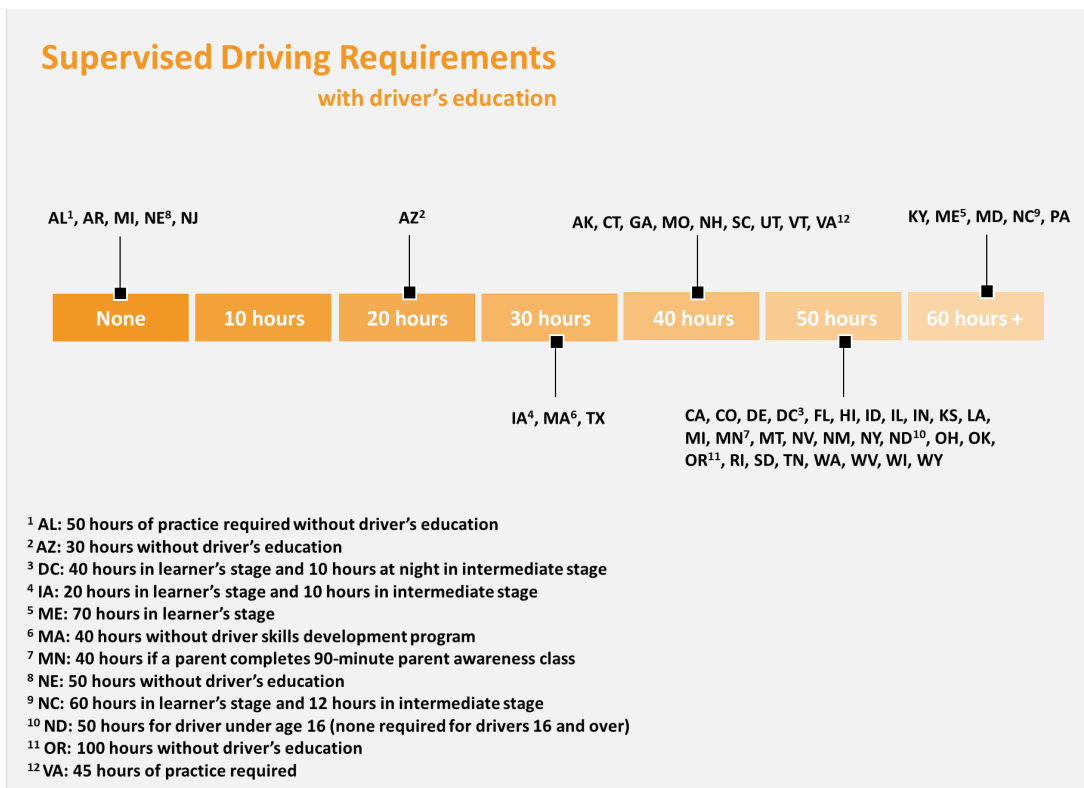 Supervised Driving Requirements
with driver's education
AL¹, AR, MI, NE⁸, NJ
AZ²
AK, CT, GA, MO, NH, SC, UT, VT, VA¹²
KY, ME⁵, MD, NC⁹, PA
None
10 hours
20 hours
30 hours
40 hours
50 hours
60 hours +
IA⁴, MA⁶, TX
CA, CO, DE, DC³, FL, HI, ID, IL, IN, KS, LA,
MI, MN⁷, MT, NV, NM, NY, ND¹⁰, OH, OK,
OR¹¹, RI, SD, TN, WA, WV, WI, WY
¹ AL: 50 hours of practice required without driver's education
² AZ: 30 hours without driver's education
³ DC: 40 hours in learner's stage and 10 hours at night in intermediate stage
⁴ IA: 20 hours in learner's stage and 10 hours in intermediate stage
⁵ ME: 70 hours in learner's stage
⁶ MA: 40 hours without driver skills development program
⁷ MN: 40 hours if a parent completes 90-minute parent awareness class
⁸ NE: 50 hours without driver's education
⁹ NC: 60 hours in learner's stage and 12 hours in intermediate stage
¹⁰ ND: 50 hours for driver under age 16 (none required for drivers 16 and over)
¹¹ OR: 100 hours without driver's education
¹² VA: 45 hours of practice required